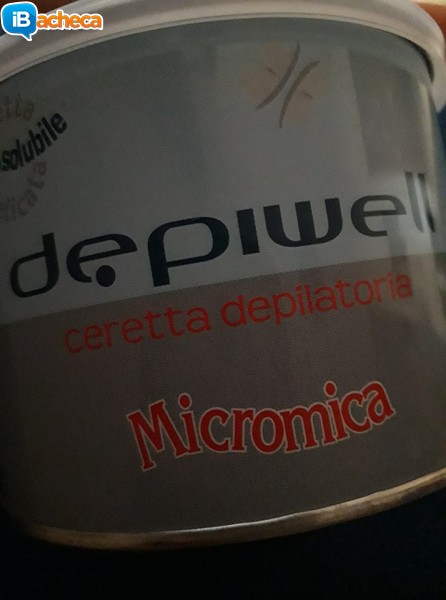 iBacheca
solubile
depiwell
ceretta depilatoria
Micromica